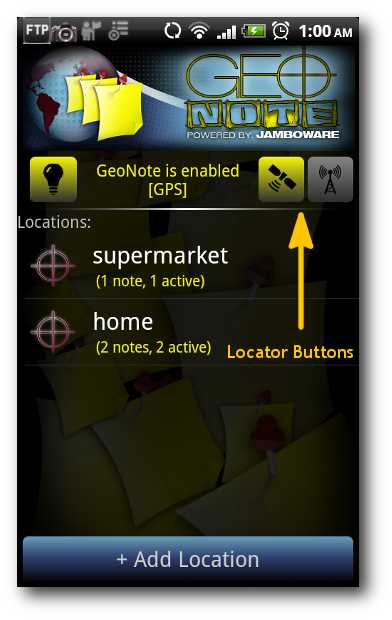 FTP
1:00 AM
GEO
NOTE
POWERED BY: JAMBOWARE
GeoNote is enabled
[GPS]
Locations:
supermarket
(1 note, 1 active)
home
(2 notes, 2 active)
Locator Buttons
+ Add Location